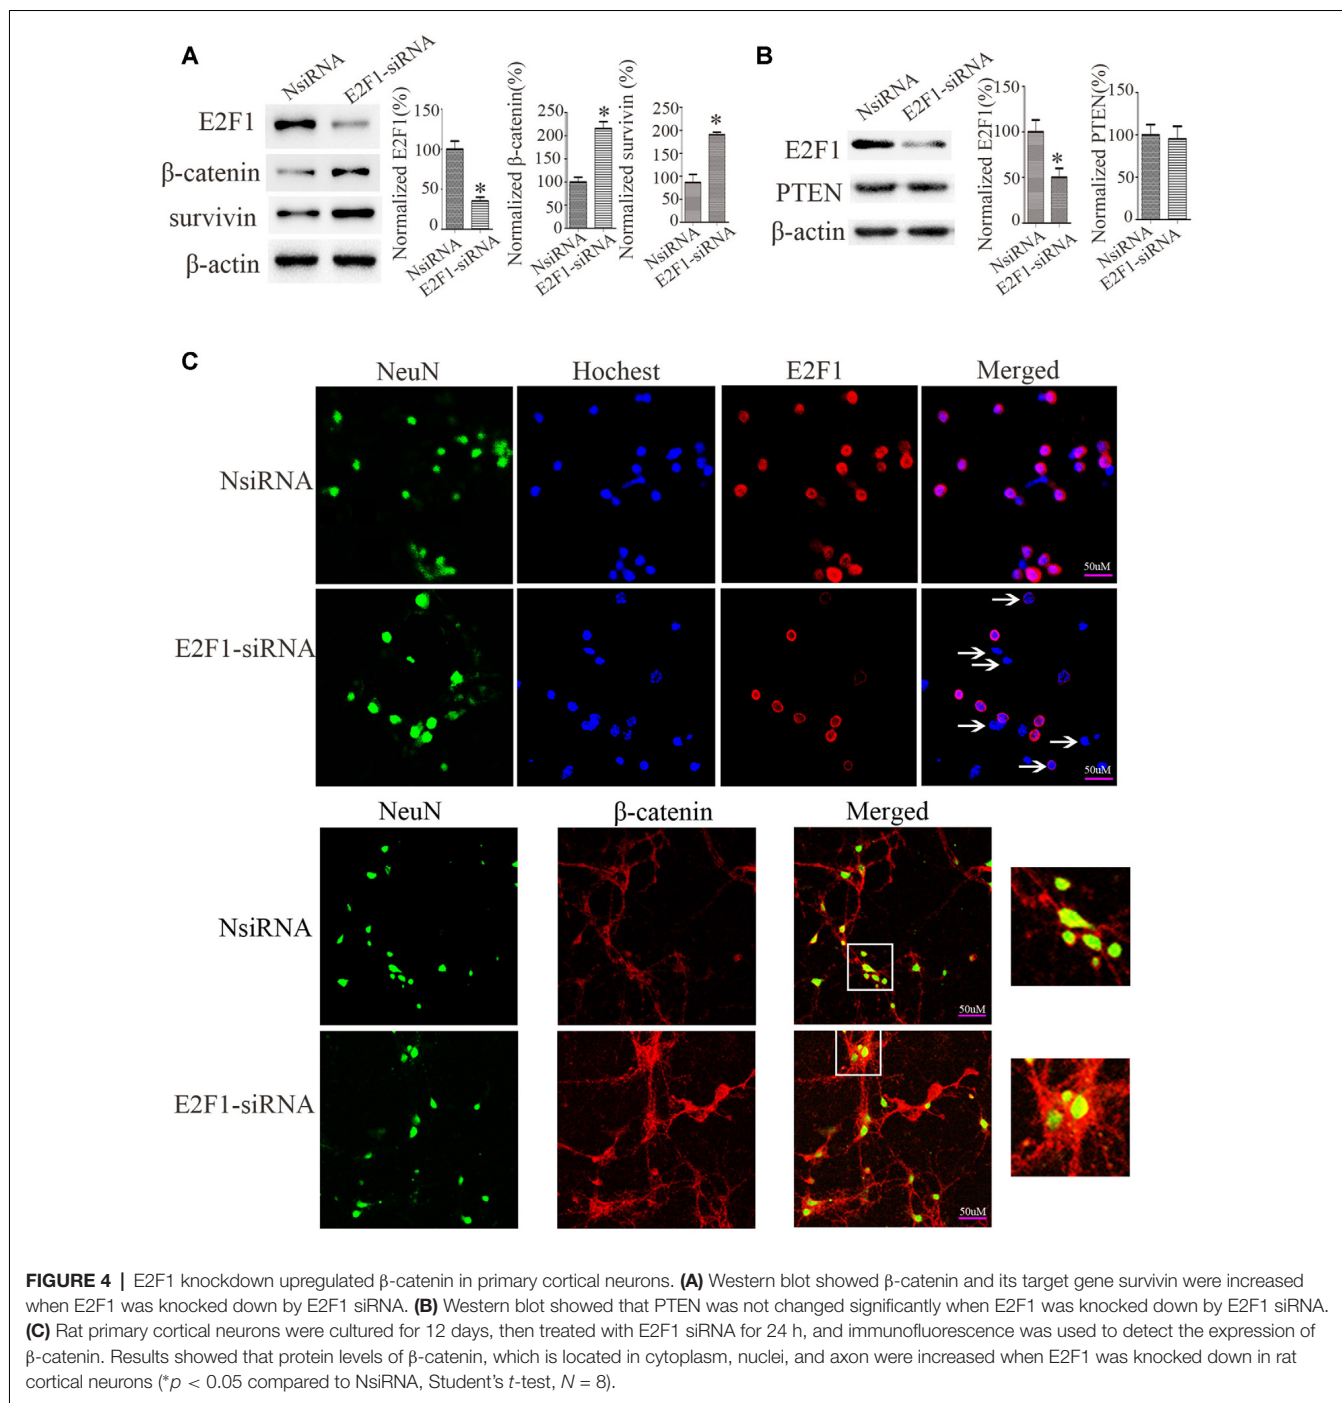 A
NsiRNA
E2F1-siRNA
E2F1
β-catenin
survivin
β-actin
Normalized E2F1(%)
150
100
50
0
*
NsiRNA
E2F1-siRNA
Normalized β-catenin(%)
250
200
150
100
50
0
*
NsiRNA
E2F1-siRNA
Normalized survivin (%)
250
200
150
100
50
0
*
NsiRNA
E2F1-siRNA
B
NsiRNA
E2F1-siRNA
E2F1
PTEN
β-actin
Normalized E2F1(%)
150
100
50
0
*
NsiRNA
E2F1-siRNA
Normalized PTEN(%)
150
100
50
0
NsiRNA
E2F1-siRNA
C
NeuN Hochest E2F1 Merged
NsiRNA
50uM
E2F1-siRNA
50uM
NeuN β-catenin Merged
NsiRNA
50uM
E2F1-siRNA
50uM
FIGURE 4 | E2F1 knockdown upregulated β-catenin in primary cortical neurons. (A) Western blot showed β-catenin and its target gene survivin were increased
when E2F1 was knocked down by E2F1 siRNA. (B) Western blot showed that PTEN was not changed significantly when E2F1 was knocked down by E2F1 siRNA.
(C) Rat primary cortical neurons were cultured for 12 days, then treated with E2F1 siRNA for 24 h, and immunofluorescence was used to detect the expression of
β-catenin. Results showed that protein levels of β-catenin, which is located in cytoplasm, nuclei, and axon were increased when E2F1 was knocked down in rat
cortical neurons (*p < 0.05 compared to NsiRNA, Student's t-test, N = 8).